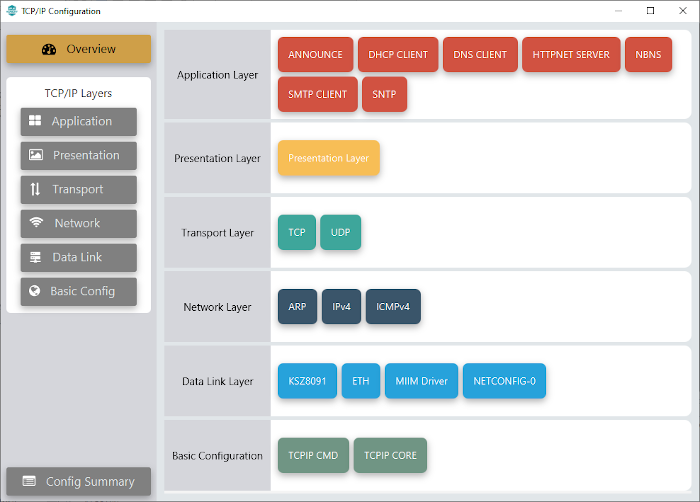 TCP/IP Configuration
Overview
TCP/IP Layers
Application
Presentation
Transport
Network
Data Link
Basic Config
Config Summary
Application Layer
ANNOUNCE DHCP CLIENT DNS CLIENT HTTPNET SERVER NBNS
SMTP CLIENT SNTP
Presentation Layer
Presentation Layer
Transport Layer
TCP UDP
Network Layer
ARP IPv4 ICMPv4
Data Link Layer
KSZ8091 ETH MIIM Driver NETCONFIG-0
Basic Configuration
TCPIP CMD TCPIP CORE